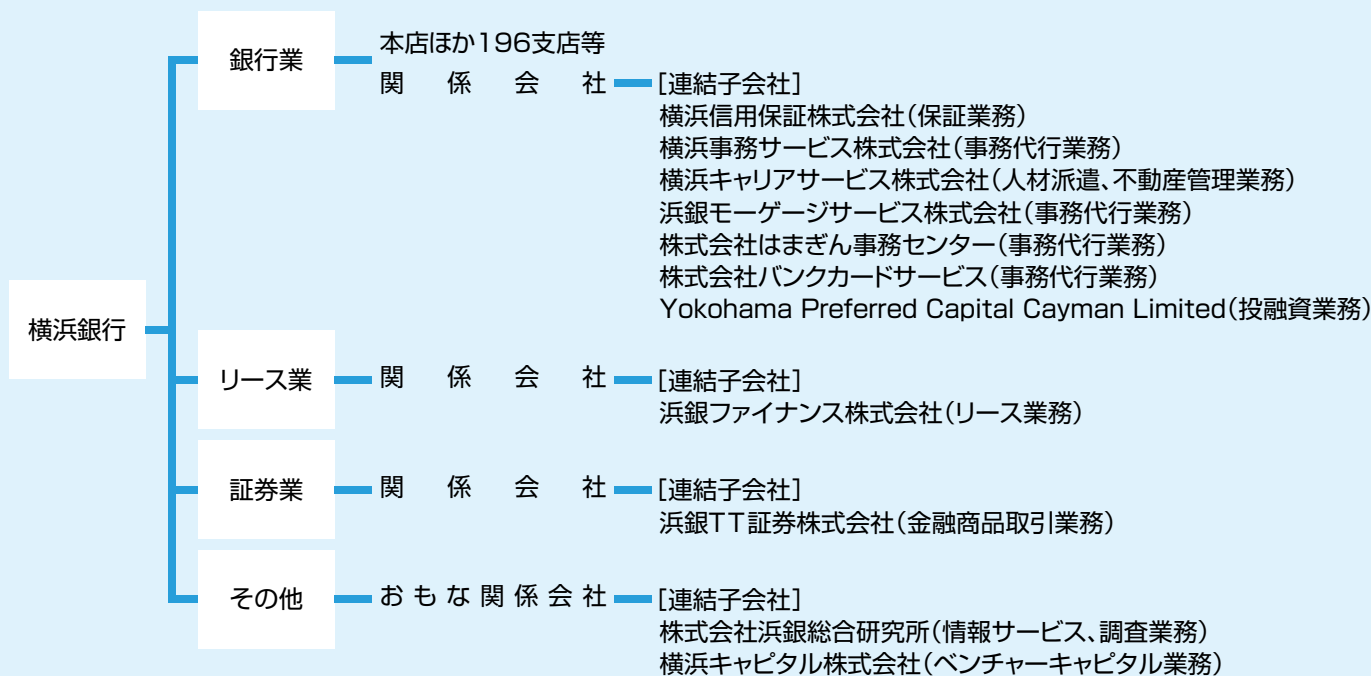 銀行業
本店ほか196支店等
関係会社
[連結子会社]
横浜信用保証株式会社(保証業務)
横浜事務サービス株式会社(事務代行業務)
横浜キャリアサービス株式会社(人材派遣、不動産管理業務)
浜銀モーゲージサービス株式会社(事務代行業務)
株式会社はまぎん事務センター(事務代行業務)
株式会社バンクカードサービス(事務代行業務)
Yokohama Preferred Capital Cayman Limited(投融資業務)
横浜銀行
リース業
関係会社
[連結子会社]
浜銀ファイナンス株式会社(リース業務)
証券業
関係会社
[連結子会社]
浜銀TT証券株式会社(金融商品取引業務)
その他
おもな関係会社
[連結子会社]
株式会社浜銀総合研究所(情報サービス、調査業務)
横浜キャピタル株式会社(ベンチャーキャピタル業務)